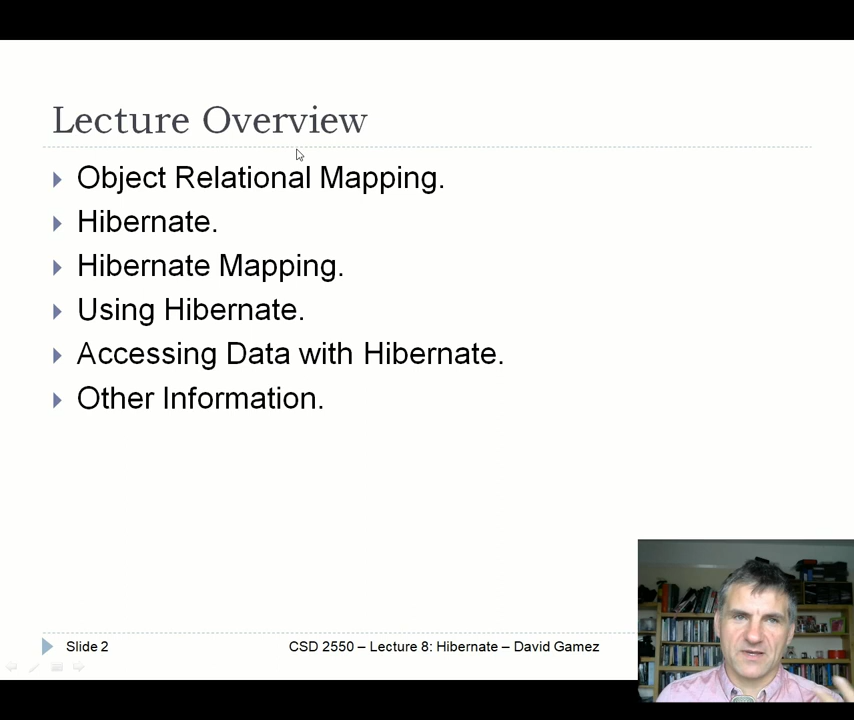 Lecture Overview
Object Relational Mapping.
Hibernate.
Hibernate Mapping.
Using Hibernate.
Accessing Data with Hibernate.
Other Information.
Slide 2
CSD 2550 – Lecture 8: Hibernate – David Gamez